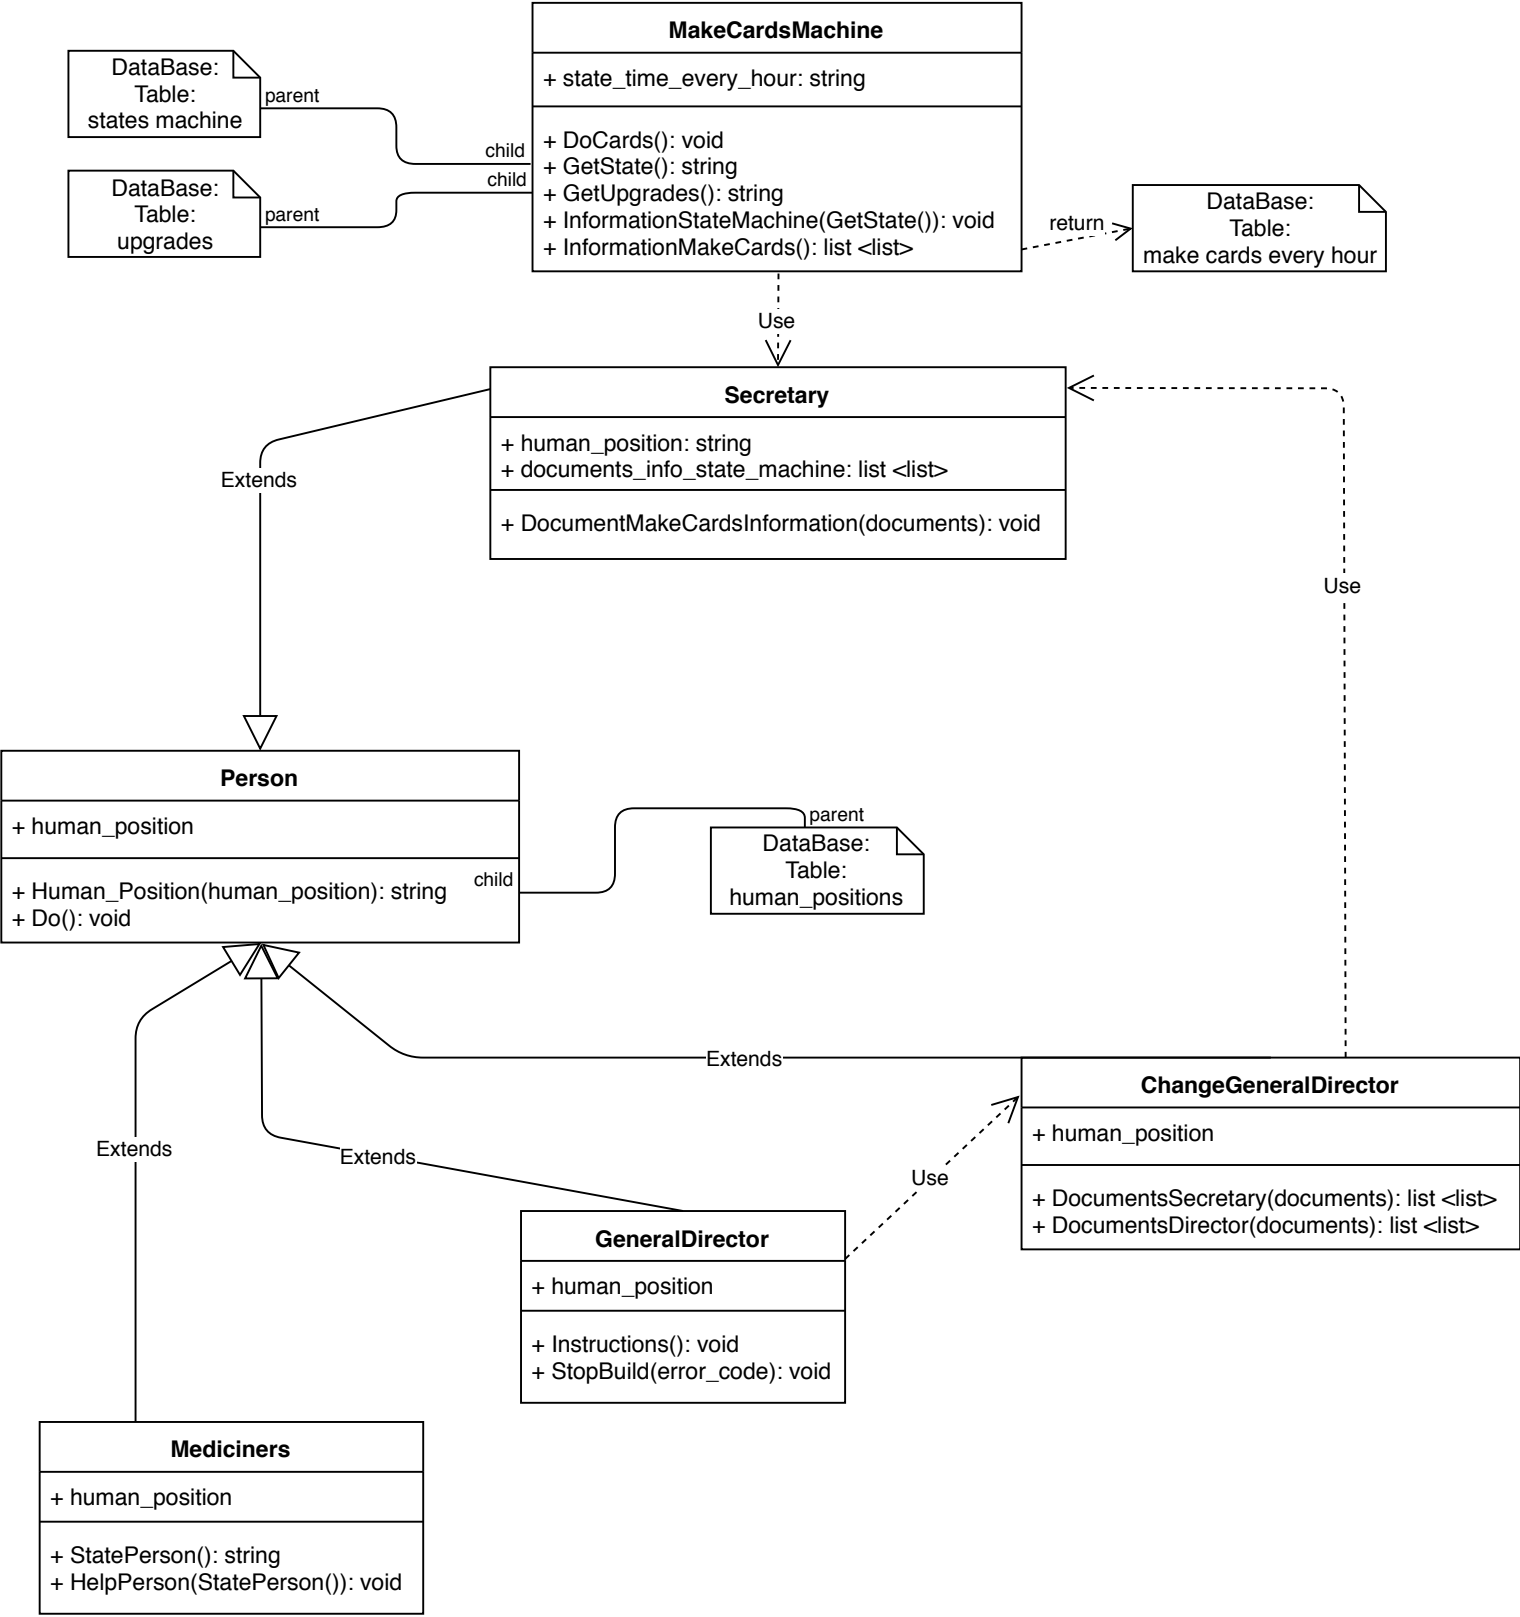 MakeCardsMachine
+ state_time_every_hour: string
+ DoCards(): void
+ GetState(): string
+ GetUpgrades(): string
+ InformationStateMachine(GetState()): void
+ InformationMakeCards(): list <list>
DataBase:
Table:
states machine
parent
child
DataBase:
Table:
upgrades
parent
child
return
DataBase:
Table:
make cards every hour
Use
Secretary
+ human_position: string
+ documents_info_state_machine: list <list>
+ DocumentMakeCardsInformation(documents): void
Extends
Use
Person
+ human_position
+ Human_Position(human_position): string
+ Do(): void
child
parent
DataBase:
Table:
human_positions
Extends
Extends
Extends
Use
ChangeGeneralDirector
+ human_position
+ DocumentsSecretary(documents): list <list>
+ DocumentsDirector(documents): list <list>
GeneralDirector
+ human_position
+ Instructions(): void
+ StopBuild(error_code): void
Mediciners
+ human_position
+ StatePerson(): string
+ HelpPerson(StatePerson()): void